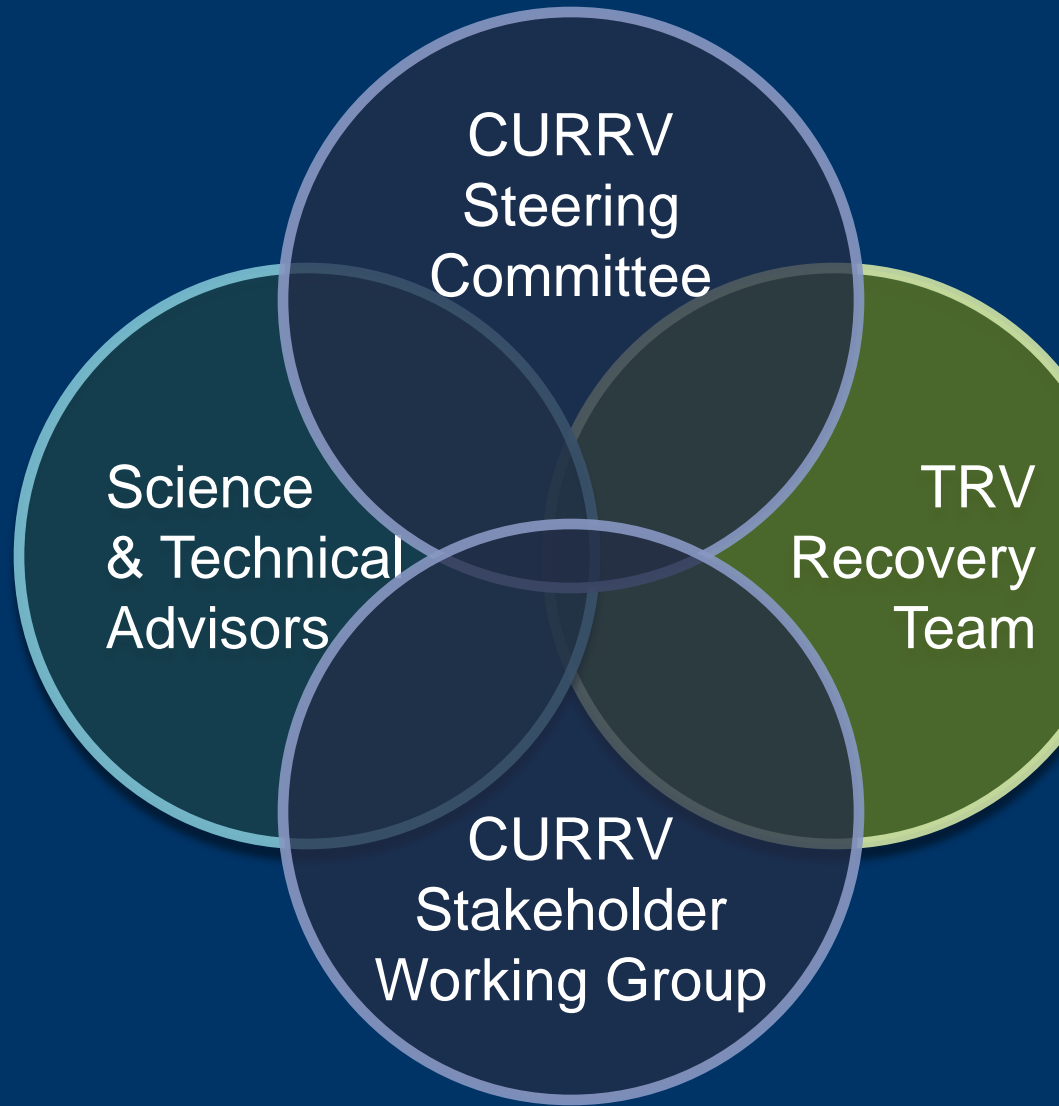 CURRV
Steering
Committee
Science
& Technical
Advisors
TRV
Recovery
Team
CURRV
Stakeholder
Working Group